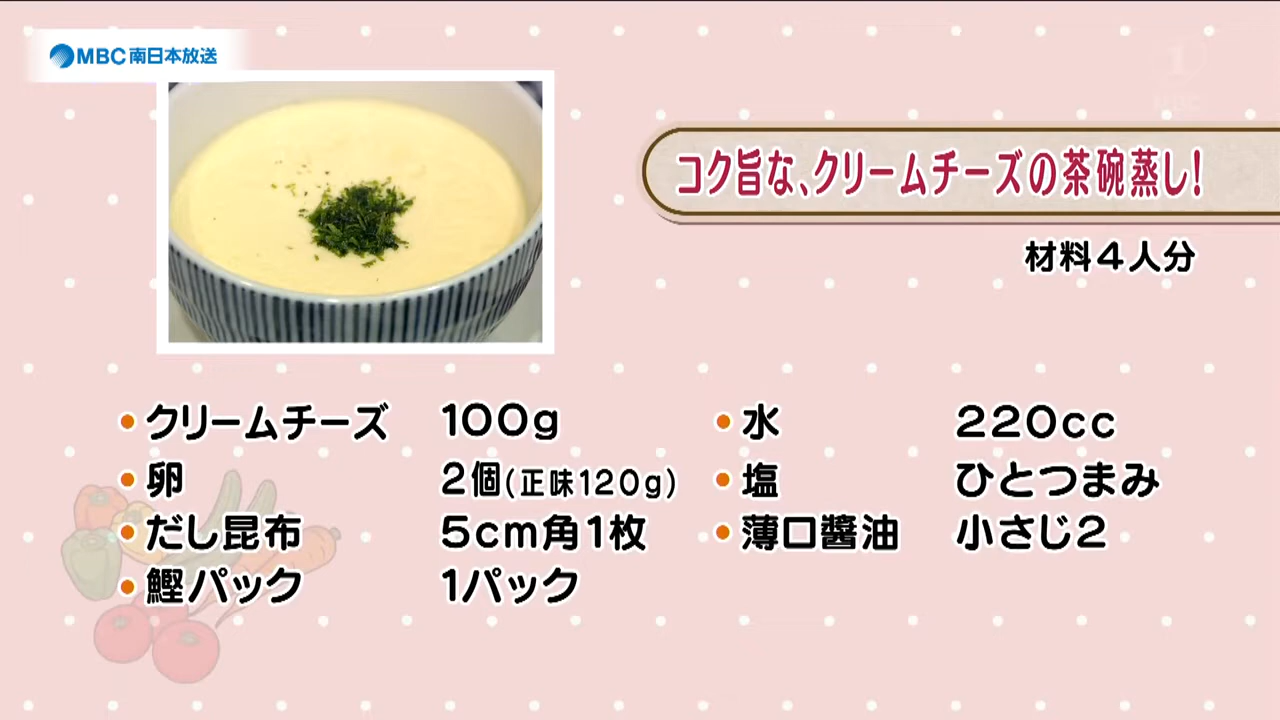 MBC南日本放送
コク旨な、クリームチーズの茶碗蒸し!
材料4人分
クリームチーズ 100g
卵 2個(正味120g)
だし昆布 5cm角1枚
鰹パック 1パック
水 220cc
塩 ひとつまみ
薄口醬油 小さじ2